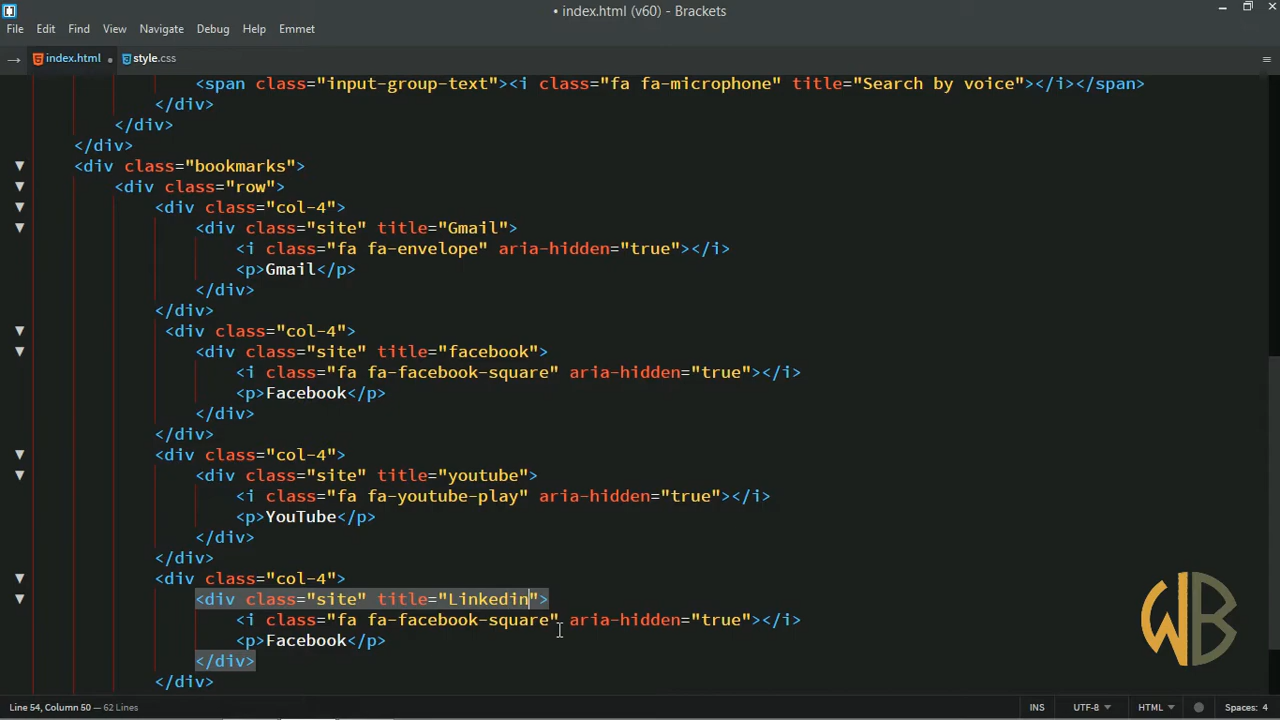 • index.html (v60) - Brackets
File Edit Find View Navigate Debug Help Emmet
index.html • style.css
<span class="input-group-text"><i class="fa fa-microphone" title="Search by voice"></i></span>
</div>
</div>
</div>
<div class="bookmarks">
<div class="row">
<div class="col-4">
<div class="site" title="Gmail">
<i class="fa fa-envelope" aria-hidden="true"></i>
<p>Gmail</p>
</div>
</div>
<div class="col-4">
<div class="site" title="facebook">
<i class="fa fa-facebook-square" aria-hidden="true"></i>
<p>Facebook</p>
</div>
</div>
<div class="col-4">
<div class="site" title="youtube">
<i class="fa fa-youtube-play" aria-hidden="true"></i>
<p>YouTube</p>
</div>
</div>
<div class="col-4">
<div class="site" title="Linkedin">
<i class="fa fa-facebook-square" aria-hidden="true"></i>
<p>Facebook</p>
</div>
</div>
WB
Line 54, Column 50 — 62 Lines INS UTF-8 HTML Spaces: 4